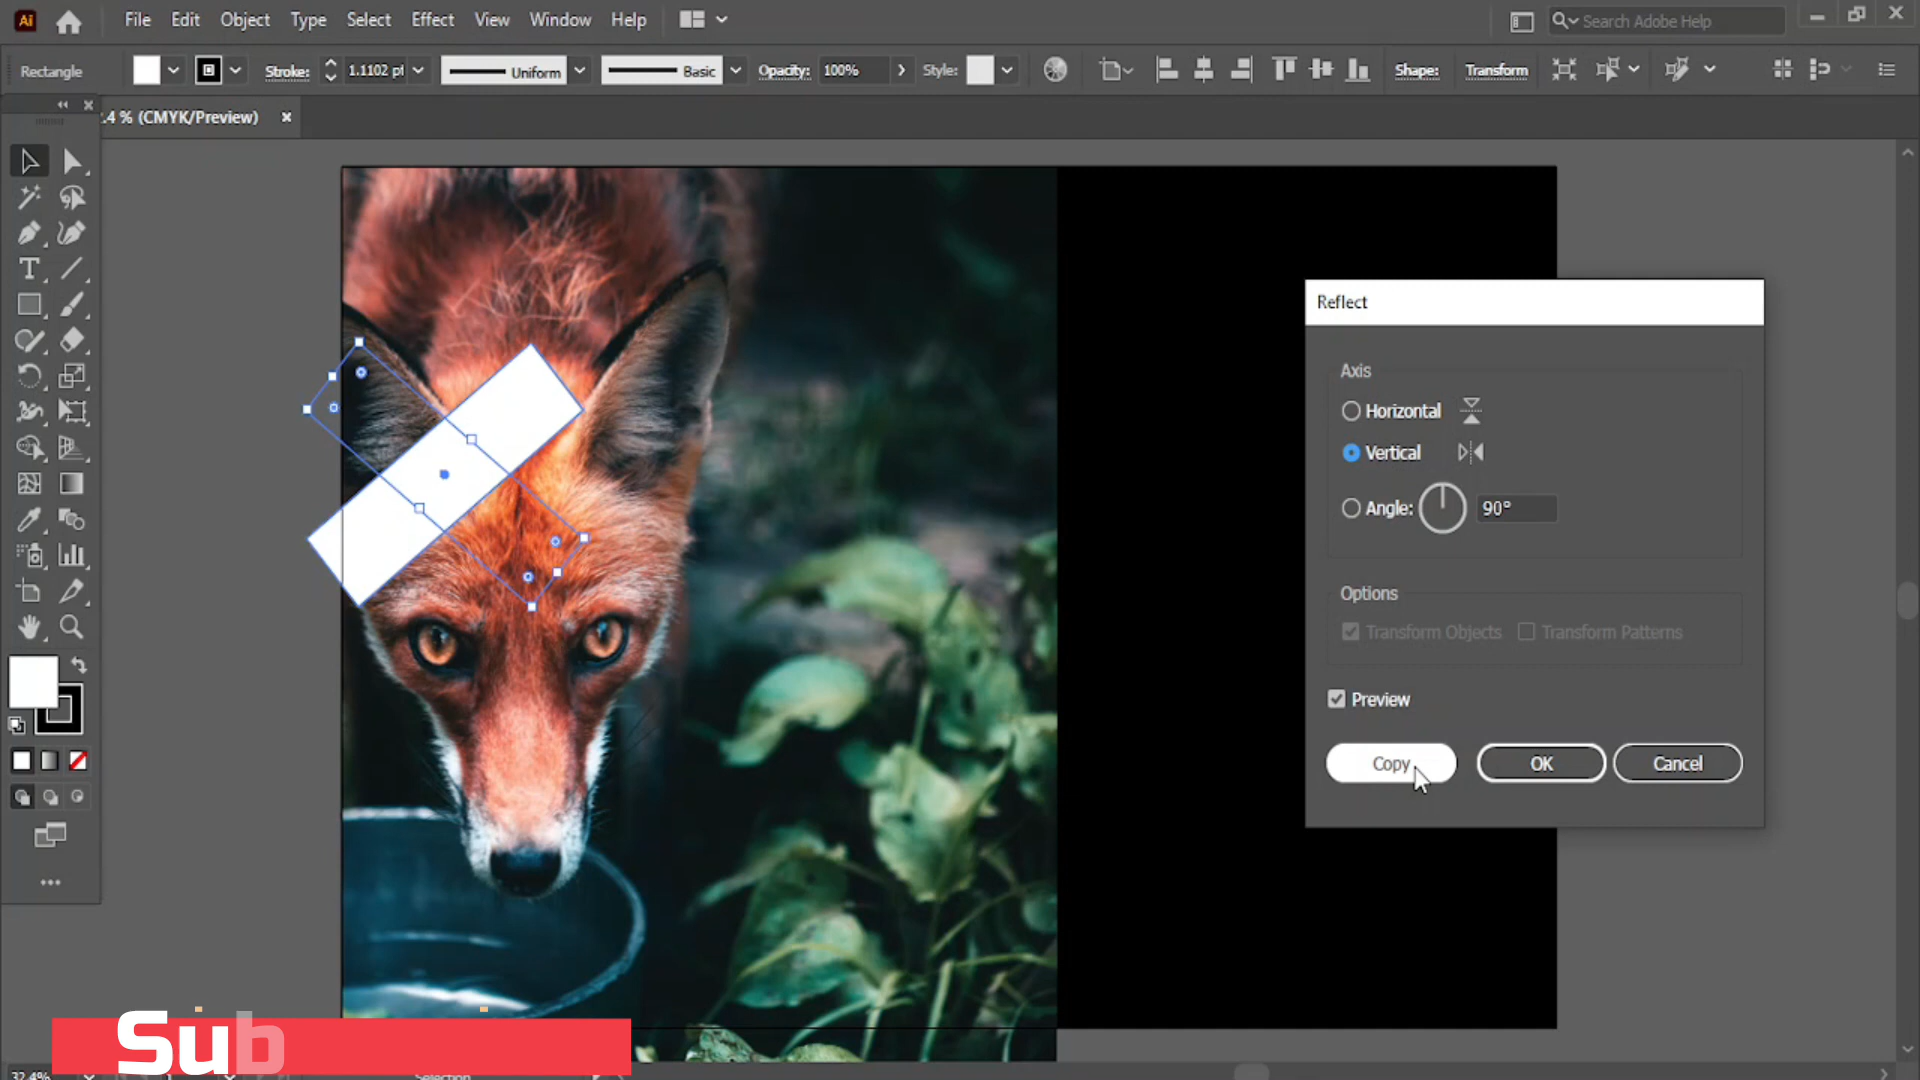 Ai File Edit Object Type Select Effect View Window Help Search Adobe Help
Rectangle Stroke: 1.1102 pt Uniform Basic Opacity: 100% Style: Shape: Transform
.4 % (CMYK/Preview)
Reflect
Axis
Horizontal
Vertical
Angle: 90°
Options
Transform Objects Transform Patterns
Preview
Copy OK Cancel
Sub
32.4% Selection